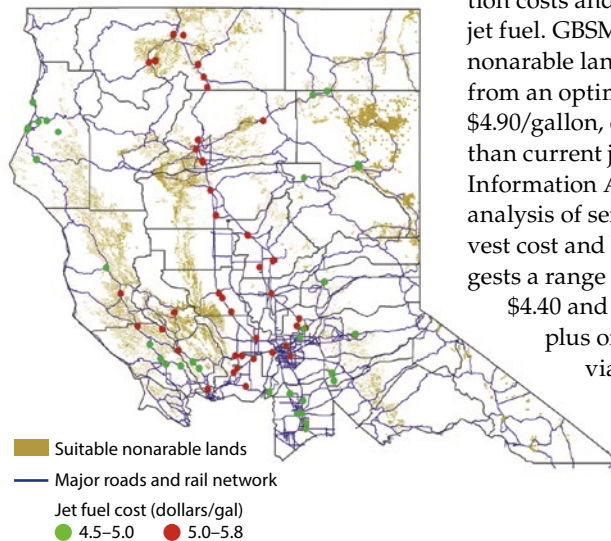 tion costs and
jet fuel. GBSM
nonarable lan
from an optim
$4.90/gallon,
than current j
Information A
analysis of se
vest cost and
gests a range
$4.40 and
plus o
via
Suitable nonarable lands
Major roads and rail network
Jet fuel cost (dollars/gal)
4.5–5.0 5.0–5.8